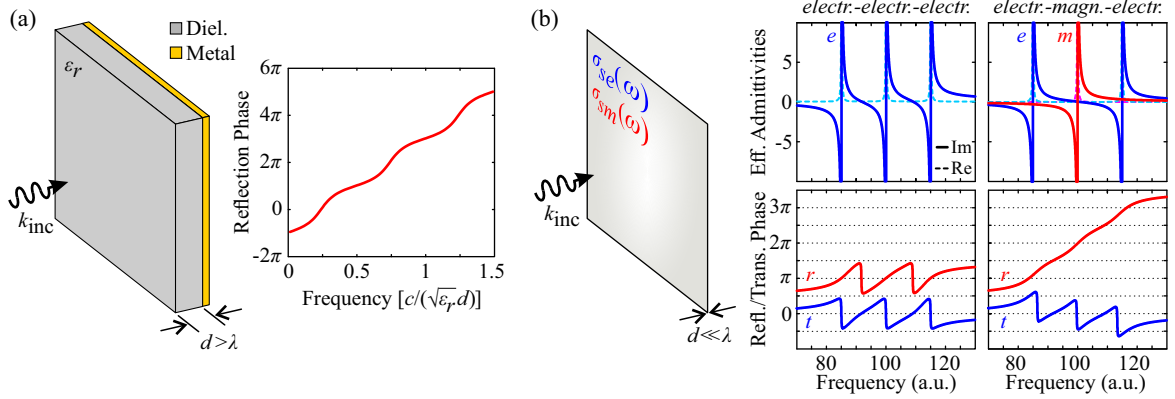 (a)
Diel.
Metal
εr
kinc
d>λ
Reflection Phase
6π
4π
2π
0
-2π
0
0.5
1
1.5
Frequency [c/(√εr d)]
(b)
σse(ω)
σsm(ω)
kinc
d≪λ
electr.-electr.-electr.
electr.-magn.-electr.
e
e
m
Eff. Admittivities
5
0
-5
Im
Re
Refl./Trans. Phase
3π
2π
π
0
r
t
r
t
80
100
120
80
100
120
Frequency (a.u.)
Frequency (a.u.)